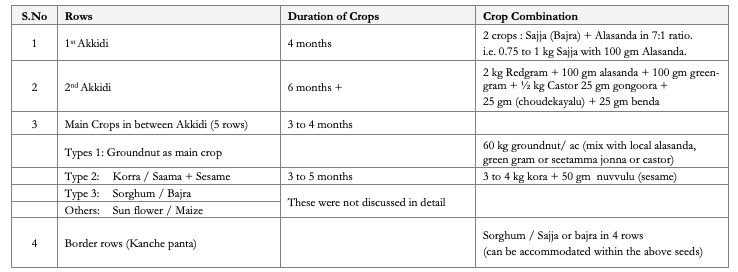 S.No Rows Duration of Crops Crop Combination
1 1st Akkidi 4 months 2 crops : Sajja (Bajra) + Alasanda in 7:1 ratio.
i.e. 0.75 to 1 kg Sajja with 100 gm Alasanda.
2 2nd Akkidi 6 months + 2 kg Redgram + 100 gm alasanda + 100 gm green-
gram + ½ kg Castor 25 gm gongoora +
25 gm (choudekayalu) + 25 gm benda
3 Main Crops in between Akkidi (5 rows) 3 to 4 months
Types 1: Groundnut as main crop 60 kg groundnut/ ac (mix with local alasanda,
green gram or seetamma jonna or castor)
Type 2: Korra / Saama + Sesame 3 to 5 months 3 to 4 kg kora + 50 gm nuvvulu (sesame)
Type 3: Sorghum / Bajra These were not discussed in detail
Others: Sun flower / Maize
4 Border rows (Kanche panta) Sorghum / Sajja or bajra in 4 rows
(can be accommodated within the above seeds)